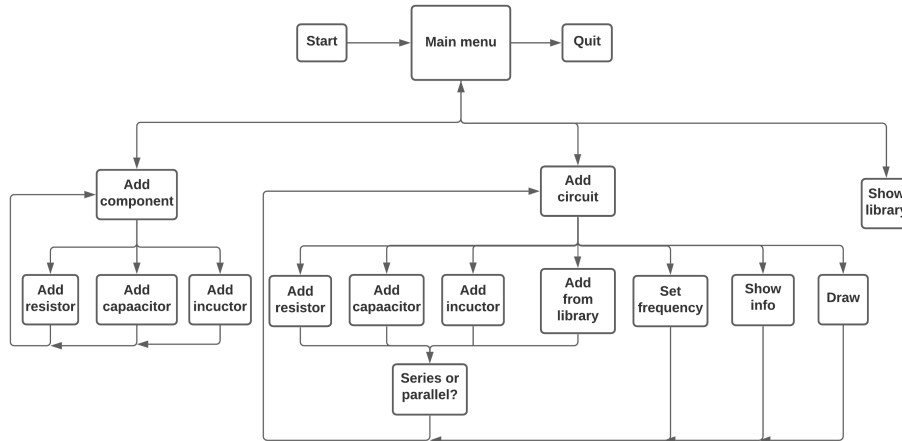 Start
Main menu
Quit
Add
component
Add
circuit
Show
library
Add
resistor
Add
capaacitor
Add
incuctor
Add
resistor
Add
capaacitor
Add
incuctor
Add
from
library
Set
frequency
Show
info
Draw
Series or
parallel?